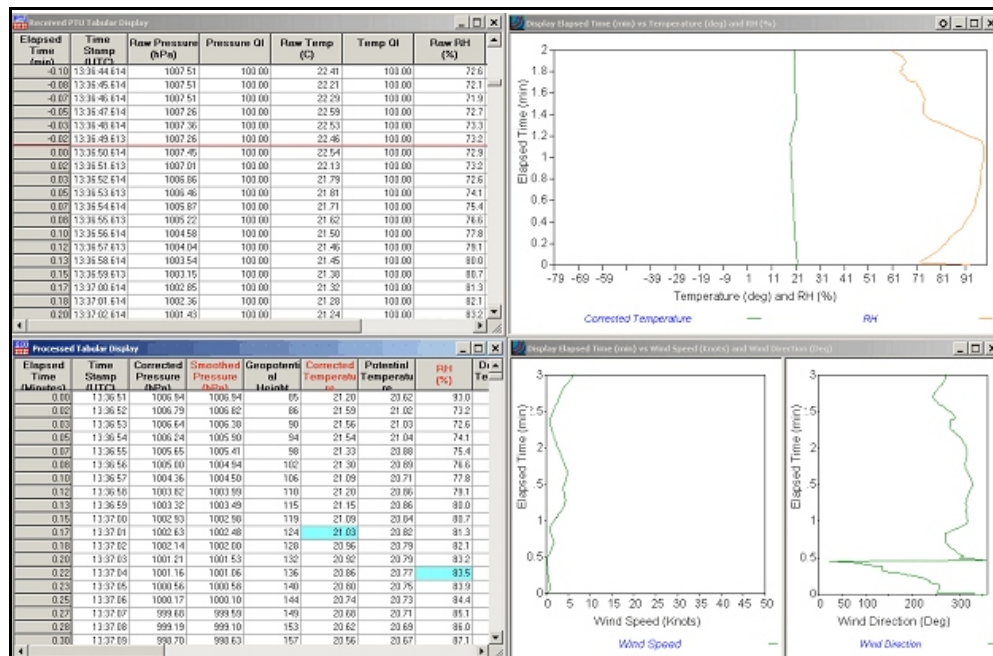 Received PTU Tabular Display
Elapsed Time (min) Time Stamp (UTC) Raw Pressure (hPa) Pressure QI Raw Temp (C) Temp QI Raw RH (%)
-0.10 13:36:44.614 1007.51 100.00 22.41 100.00 72.6
-0.08 13:36:45.614 1007.51 100.00 22.21 100.00 72.1
-0.07 13:36:46.614 1007.51 100.00 22.29 100.00 71.9
-0.05 13:36:47.614 1007.26 100.00 22.59 100.00 72.7
-0.03 13:36:48.614 1007.36 100.00 22.53 100.00 73.3
-0.02 13:36:49.613 1007.26 100.00 22.46 100.00 73.2
0.00 13:36:50.614 1007.45 100.00 22.54 100.00 72.9
0.02 13:36:51.613 1007.01 100.00 22.13 100.00 73.2
0.03 13:36:52.614 1006.86 100.00 21.79 100.00 72.6
0.05 13:36:53.613 1006.46 100.00 21.81 100.00 74.1
0.07 13:36:54.614 1005.87 100.00 21.71 100.00 75.4
0.08 13:36:55.613 1005.22 100.00 21.62 100.00 76.6
0.10 13:36:56.614 1004.58 100.00 21.50 100.00 77.8
0.12 13:36:57.613 1004.04 100.00 21.46 100.00 79.1
0.13 13:36:58.614 1003.54 100.00 21.45 100.00 80.0
0.15 13:36:59.613 1003.15 100.00 21.38 100.00 80.7
0.17 13:37:00.614 1002.85 100.00 21.32 100.00 81.3
0.18 13:37:01.614 1002.36 100.00 21.28 100.00 82.1
0.20 13:37:02.614 1001.43 100.00 21.24 100.00 83.2
Display Elapsed Time (min) vs Temperature (deg) and RH (%)
Elapsed Time (min)
2
1.8
1.6
1.4
1.2
1
0.8
0.6
0.4
0.2
0
-79 -69 -59 -39 -29 -19 -9 1 11 21 31 41 51 61 71 81 91
Temperature (deg) and RH (%)
Corrected Temperature RH
Processed Tabular Display
Elapsed Time (Minutes) Time Stamp (UTC) Corrected Pressure (hPa) Smoothed Pressure (hPa) Geopotenti al Height Corrected Temperatu re Potential Temperatu re RH (%)
0.00 13:36:51 1006.94 1006.94 85 21.20 20.62 93.0
0.02 13:36:52 1006.79 1006.82 86 21.59 21.02 73.2
0.03 13:36:53 1006.64 1006.38 90 21.56 21.03 72.6
0.05 13:36:54 1006.24 1005.90 94 21.54 21.04 74.1
0.07 13:36:55 1005.65 1005.41 98 21.33 20.88 75.4
0.08 13:36:56 1005.00 1004.94 102 21.30 20.89 76.6
0.10 13:36:57 1004.36 1004.50 106 21.09 20.71 77.8
0.12 13:36:58 1003.82 1003.99 110 21.20 20.86 79.1
0.13 13:36:59 1003.32 1003.49 115 21.15 20.86 80.0
0.15 13:37:00 1002.93 1002.98 119 21.09 20.84 80.7
0.17 13:37:01 1002.63 1002.48 124 21.03 20.82 81.3
0.18 13:37:02 1002.14 1002.00 128 20.96 20.79 82.1
0.20 13:37:03 1001.21 1001.53 132 20.92 20.79 83.2
0.22 13:37:04 1001.16 1001.06 136 20.86 20.77 83.5
0.23 13:37:05 1000.56 1000.58 140 20.80 20.75 83.9
0.25 13:37:06 1000.17 1000.10 144 20.74 20.73 84.4
0.27 13:37:07 999.68 999.59 149 20.68 20.71 85.1
0.28 13:37:08 999.19 999.10 153 20.62 20.69 86.0
0.30 13:37:09 998.70 998.63 157 20.56 20.67 87.1
Display Elapsed Time (min) vs Wind Speed (Knots) and Wind Direction (Deg)
Elapsed Time (min)
0 5 10 15 20 25 30 35 40 45 50
Wind Speed (Knots)
Wind Speed
Elapsed Time (min)
0 100 200 300
Wind Direction (Deg)
Wind Direction